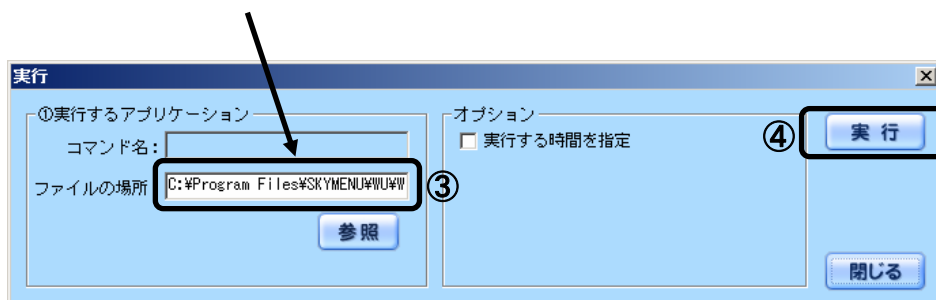 実行
①実行するアプリケーション
コマンド名:
ファイルの場所 C:¥Program Files¥SKYMENU¥WU¥W
③
参照
オプション
実行する時間を指定
④
実行
閉じる